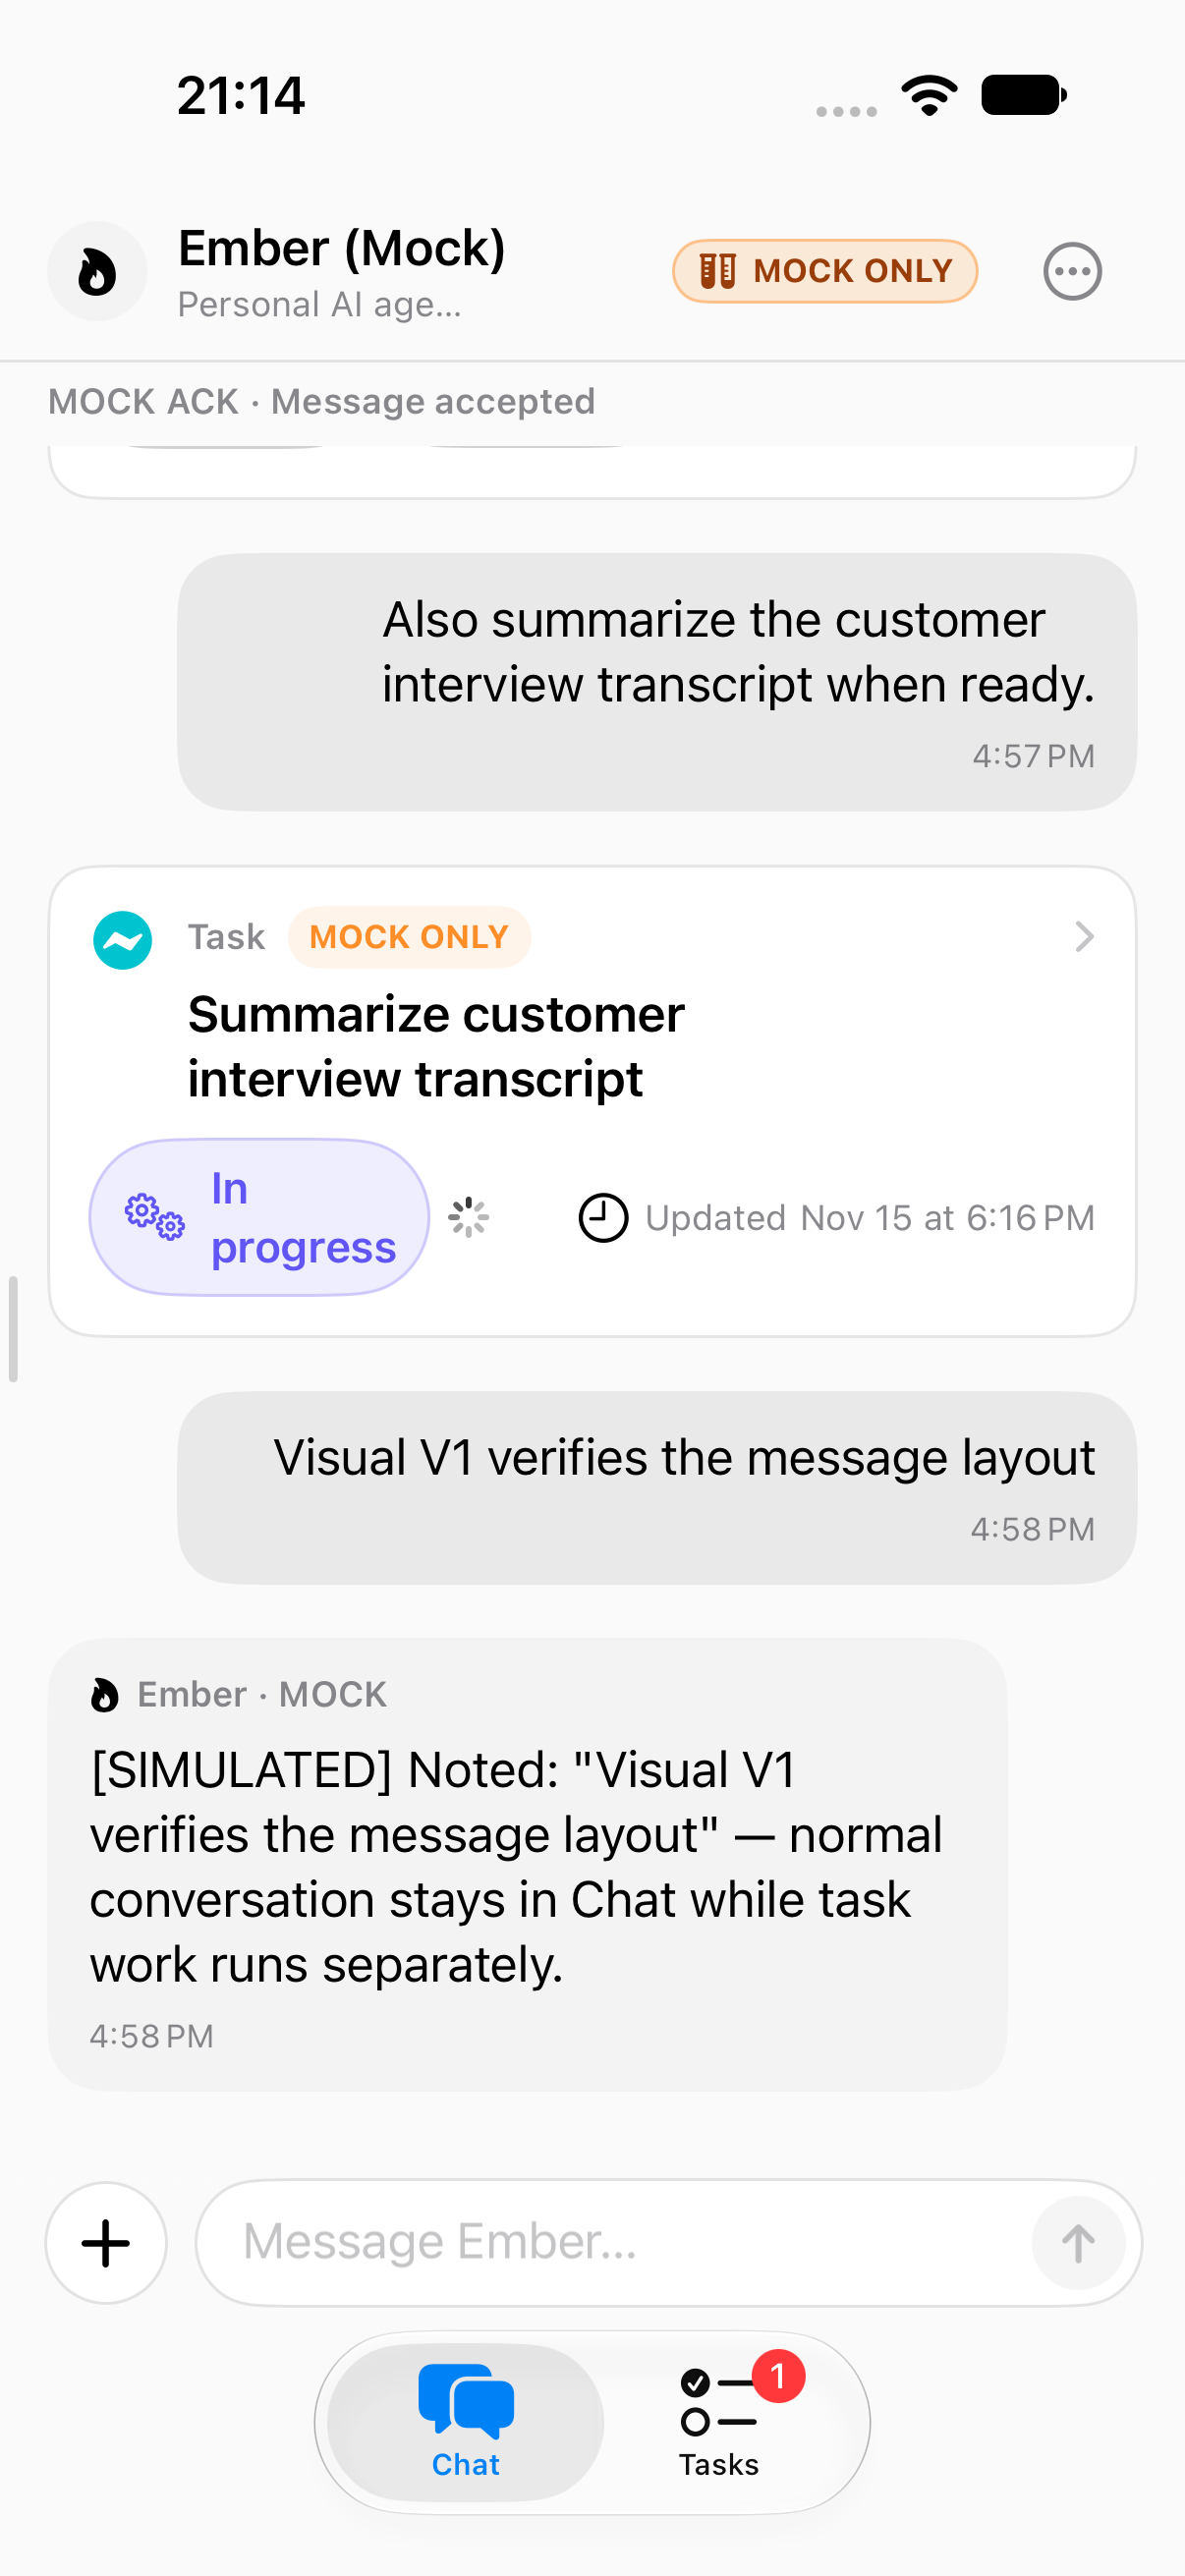 21:14
Ember (Mock)
Personal AI age...
MOCK ONLY
MOCK ACK · Message accepted
Also summarize the customer
interview transcript when ready.
4:57 PM
Task
MOCK ONLY
Summarize customer
interview transcript
In
progress
Updated Nov 15 at 6:16 PM
Visual V1 verifies the message layout
4:58 PM
Ember · MOCK
[SIMULATED] Noted: "Visual V1
verifies the message layout" — normal
conversation stays in Chat while task
work runs separately.
4:58 PM
Message Ember...
1
Chat
Tasks